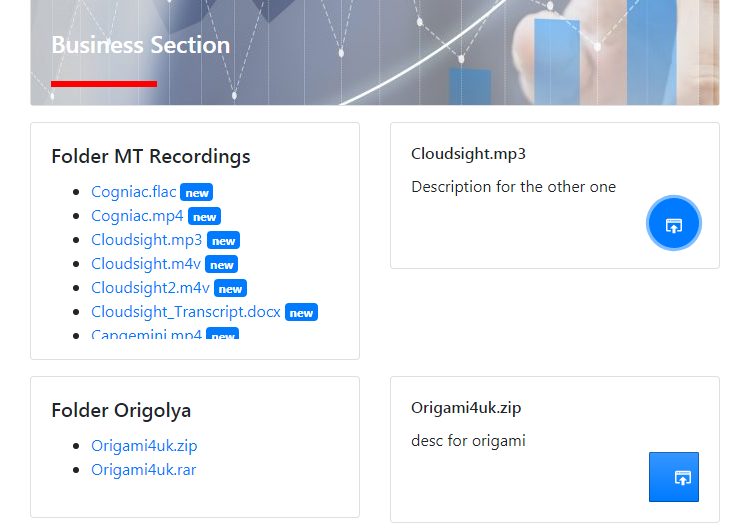 Business Section
Folder MT Recordings
Cogniac.flac new
Cogniac.mp4 new
Cloudsight.mp3 new
Cloudsight.m4v new
Cloudsight2.m4v new
Cloudsight_Transcript.docx new
Capgemini.mp4 new
Cloudsight.mp3
Description for the other one
Folder Origolya
Origami4uk.zip
Origami4uk.rar
Origami4uk.zip
desc for origami